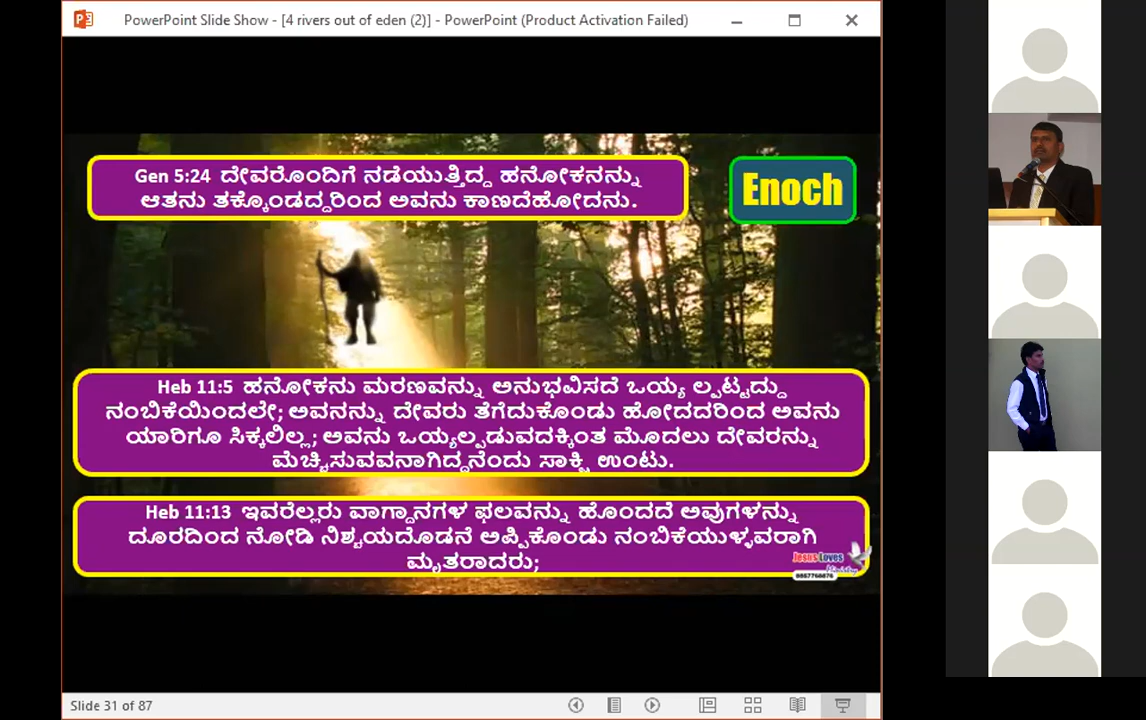 PowerPoint Slide Show - [4 rivers out of eden (2)] - PowerPoint (Product Activation Failed)
Gen 5:24 ದೇವರೊಂದಿಗೆ ನಡೆಯುತ್ತಿದ್ದ ಹನೋಕನನ್ನು
ಆತನು ತಕ್ಕೊಂಡದ್ದರಿಂದ ಅವನು ಕಾಣದೆಹೋದನು.
Enoch
Heb 11:5 ಹನೋಕನು ಮರಣವನ್ನು ಅನುಭವಿಸದೆ ಒಯ್ಯ ಲ್ಪಟ್ಟದ್ದು
ನಂಬಿಕೆಯಿಂದಲೇ; ಅವನನ್ನು ದೇವರು ತೆಗೆದುಕೊಂಡು ಹೋದದರಿಂದ ಅವನು
ಯಾರಿಗೂ ಸಿಕ್ಕಲಿಲ್ಲ; ಅವನು ಒಯ್ಯಲ್ಪಡುವದಕ್ಕಿಂತ ಮೊದಲು ದೇವರನ್ನು
ಮೆಚ್ಚಿಸುವವನಾಗಿದ್ದನೆಂದು ಸಾಕ್ಷಿ ಉಂಟು.
Heb 11:13 ಇವರೆಲ್ಲರು ವಾಗ್ದಾನಗಳ ಫಲವನ್ನು ಹೊಂದದೆ ಅವುಗಳನ್ನು
ದೂರದಿಂದ ನೋಡಿ ನಿಶ್ಚಯದೊಡನೆ ಅಪ್ಪಿಕೊಂಡು ನಂಬಿಕೆಯುಳ್ಳವರಾಗಿ
ಮೃತರಾದರು;
Jesus Loves
Ministry
Slide 31 of 87